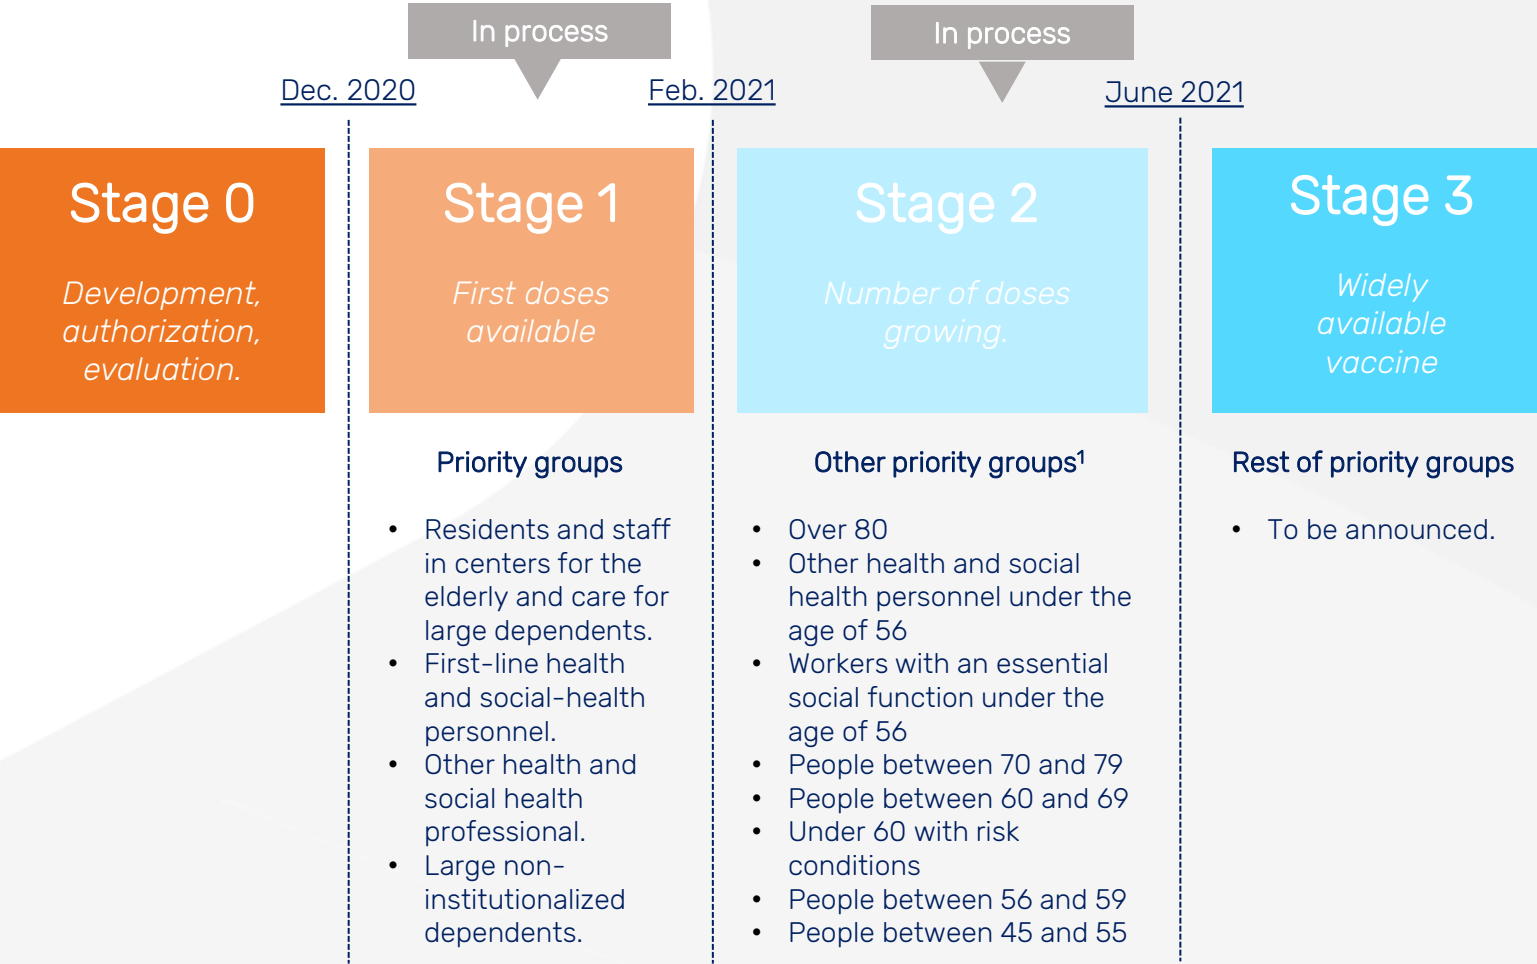 In process
In process
Dec. 2020
Feb. 2021
June 2021
Stage 0
Development,
authorization,
evaluation.
Stage 1
First doses
available
Stage 2
Number of doses
growing.
Stage 3
Widely
available
vaccine
Priority groups
• Residents and staff
in centers for the
elderly and care for
large dependents.
• First-line health
and social-health
personnel.
• Other health and
social health
professional.
• Large non-
institutionalized
dependents.
Other priority groups¹
• Over 80
• Other health and social
health personnel under the
age of 56
• Workers with an essential
social function under the
age of 56
• People between 70 and 79
• People between 60 and 69
• Under 60 with risk
conditions
• People between 56 and 59
• People between 45 and 55
Rest of priority groups
• To be announced.